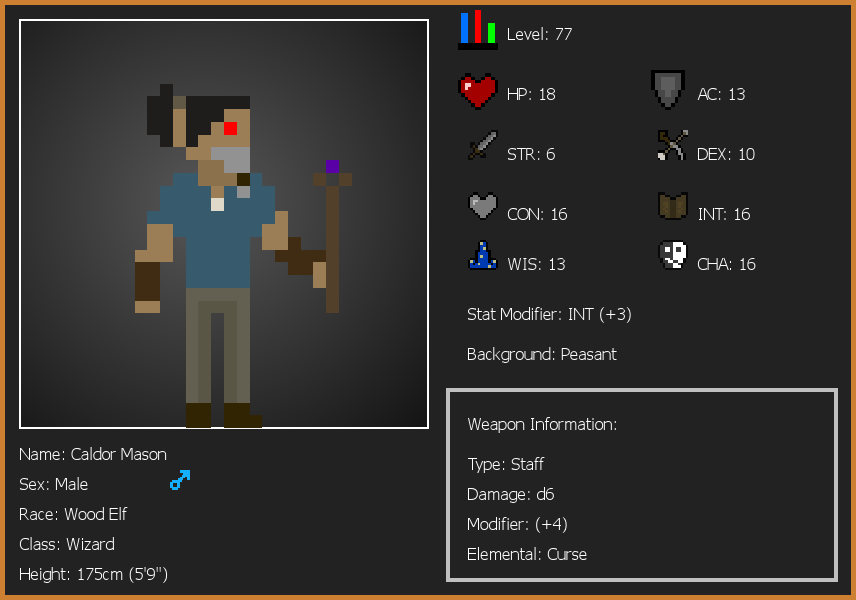 Level: 77
HP: 18
AC: 13
STR: 6
DEX: 10
CON: 16
INT: 16
WIS: 13
CHA: 16
Stat Modifier: INT (+3)
Background: Peasant
Weapon Information:
Type: Staff
Damage: d6
Modifier: (+4)
Elemental: Curse
Name: Caldor Mason
Sex: Male
Race: Wood Elf
Class: Wizard
Height: 175cm (5'9")